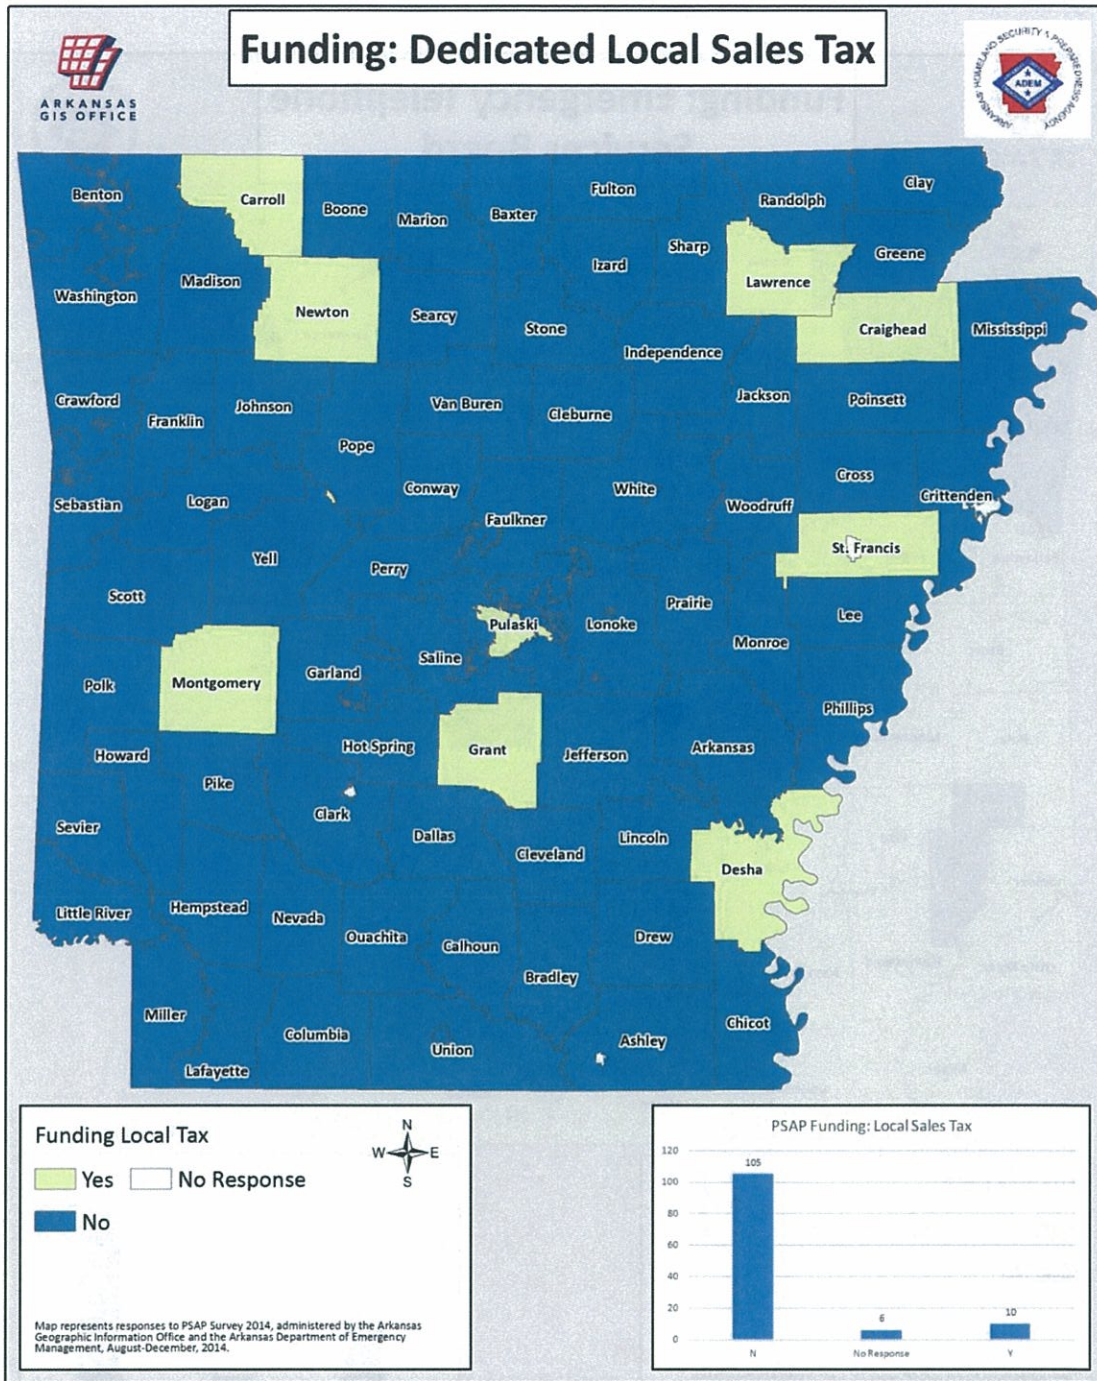 Funding: Dedicated Local Sales Tax
ARKANSAS
GIS OFFICE
ARKANSAS' HOMELAND SECURITY & PREPAREDNESS AGENCY
ADEM
Benton
Carroll
Boone
Marion
Baxter
Fulton
Randolph
Clay
Sharp
Izard
Greene
Washington
Madison
Newton
Searcy
Stone
Independence
Lawrence
Craighead
Mississippi
Crawford
Franklin
Johnson
Van Buren
Cleburne
Jackson
Poinsett
Pope
Sebastian
Logan
Conway
Faulkner
White
Woodruff
Cross
Crittenden
Yell
Perry
St. Francis
Scott
Pulaski
Lonoke
Prairie
Lee
Monroe
Polk
Montgomery
Garland
Saline
Phillips
Howard
Pike
Hot Spring
Grant
Jefferson
Arkansas
Clark
Sevier
Dallas
Cleveland
Lincoln
Desha
Little River
Hempstead
Nevada
Ouachita
Calhoun
Bradley
Drew
Miller
Lafayette
Columbia
Union
Ashley
Chicot
Funding Local Tax
Yes
No Response
No
N
W E
S
Map represents responses to PSAP Survey 2014, administered by the Arkansas
Geographic Information Office and the Arkansas Department of Emergency
Management, August-December, 2014.
PSAP Funding: Local Sales Tax
120
100
80
60
40
20
0
105
6
10
N
No Response
Y